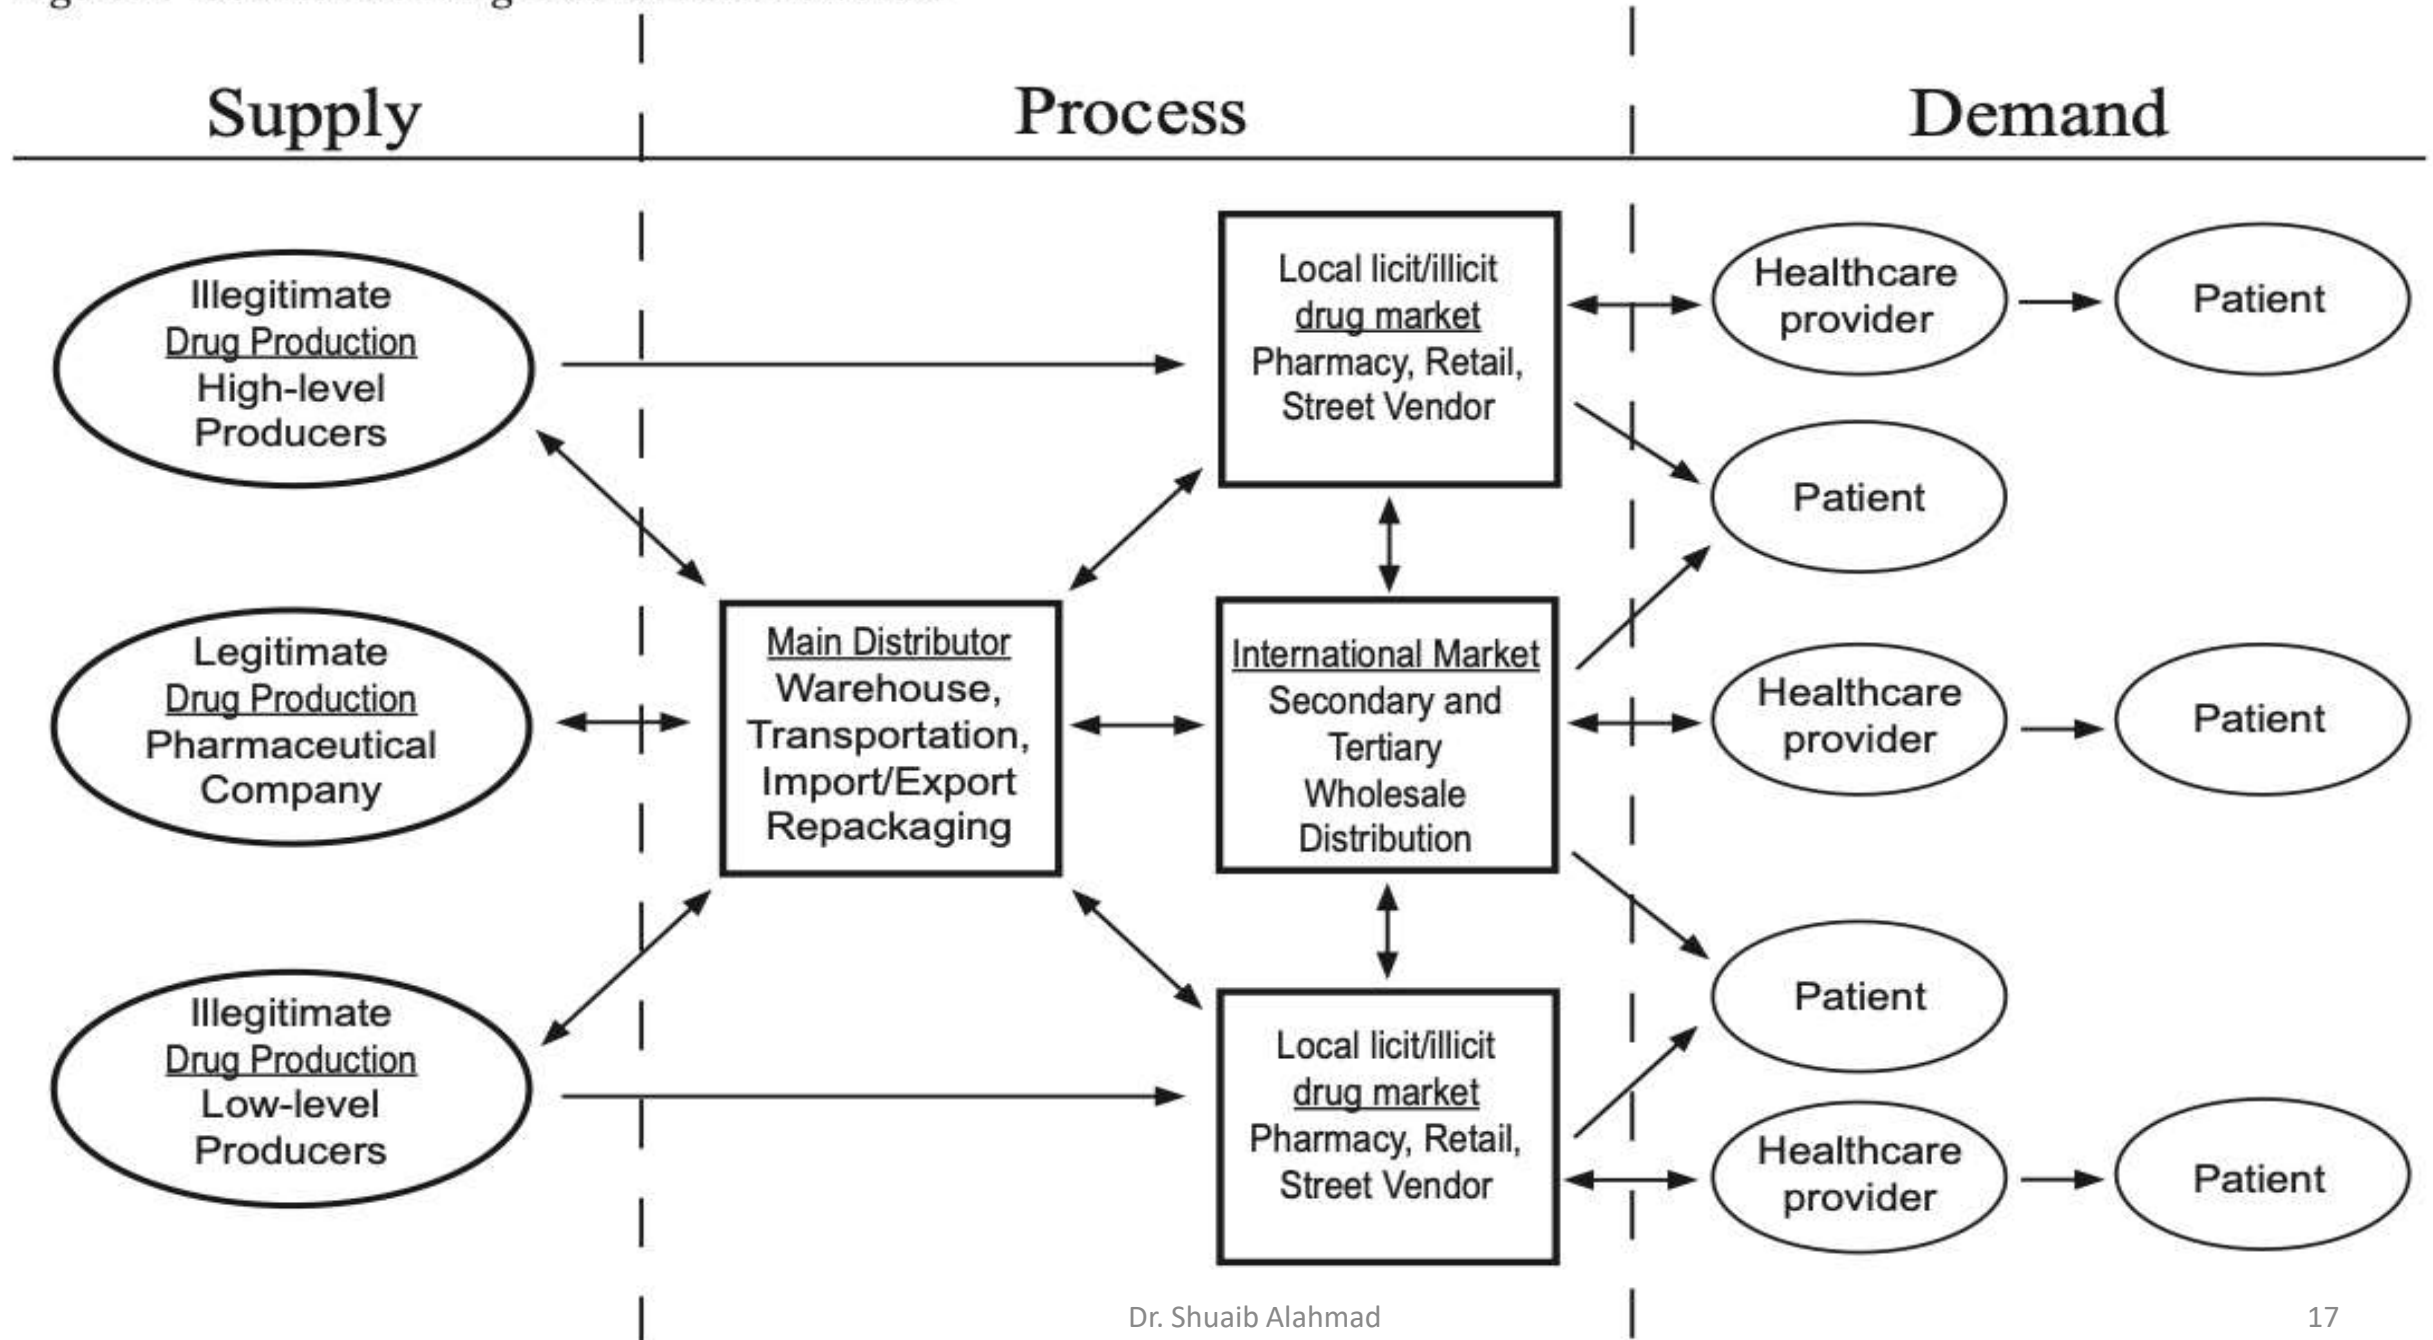 Supply
Process
Demand
Illegitimate
Drug Production
High-level
Producers
Local licit/illicit
drug market
Pharmacy, Retail,
Street Vendor
Healthcare
provider
Patient
Patient
Legitimate
Drug Production
Pharmaceutical
Company
Main Distributor
Warehouse,
Transportation,
Import/Export
Repackaging
International Market
Secondary and
Tertiary
Wholesale
Distribution
Healthcare
provider
Patient
Patient
Illegitimate
Drug Production
Low-level
Producers
Local licit/illicit
drug market
Pharmacy, Retail,
Street Vendor
Healthcare
provider
Patient
Dr. Shuaib Alahmad
17